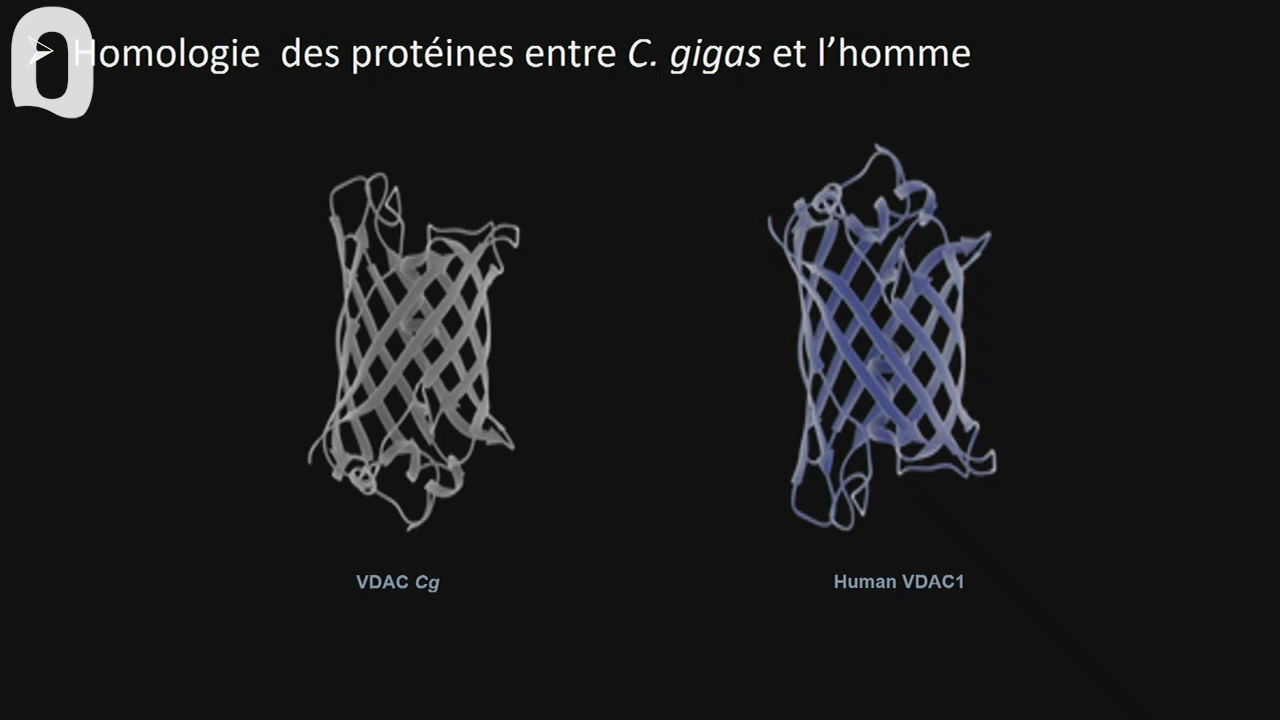 Homologie des protéines entre C. gigas et l’homme
VDAC Cg
Human VDAC1